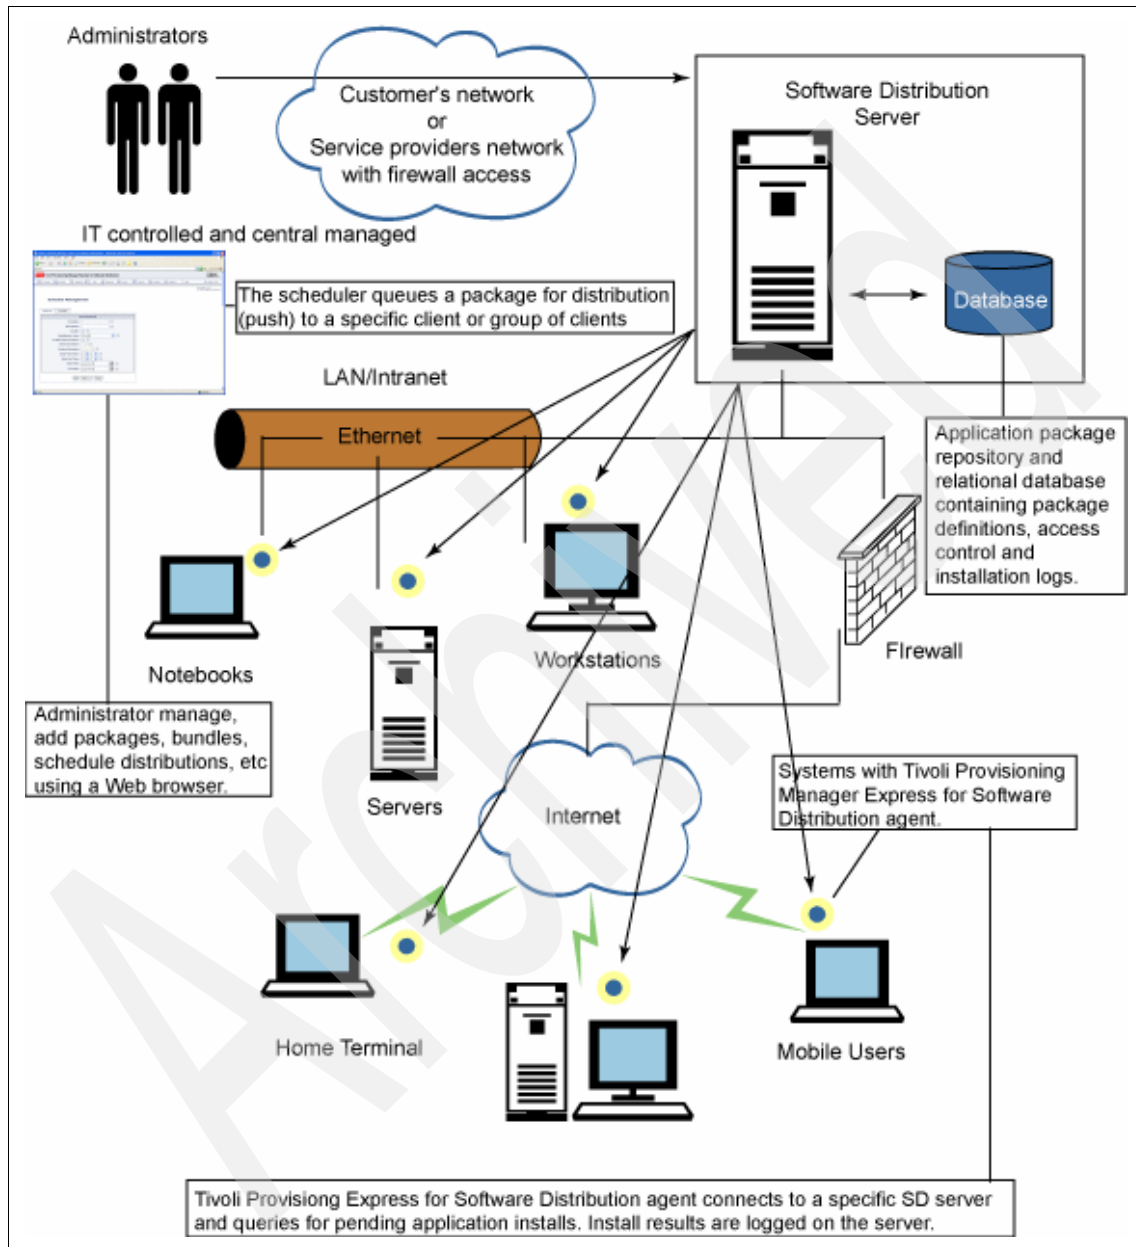 Administrators
Customer's network
or
Service providers network
with firewall access
Software Distribution
Server
Database
IT controlled and central managed
The scheduler queues a package for distribution
(push) to a specific client or group of clients
LAN/Intranet
Ethernet
Application package
repository and
relational database
containing package
definitions, access
control and
installation logs.
Notebooks
Servers
Workstations
FIrewall
Administrator manage,
add packages, bundles,
schedule distributions, etc
using a Web browser.
Internet
Systems with Tivoli Provisioning
Manager Express for Software
Distribution agent.
Home Terminal
Mobile Users
Tivoli Provisiong Express for Software Distribution agent connects to a specific SD server
and queries for pending application installs. Install results are logged on the server.
Archived